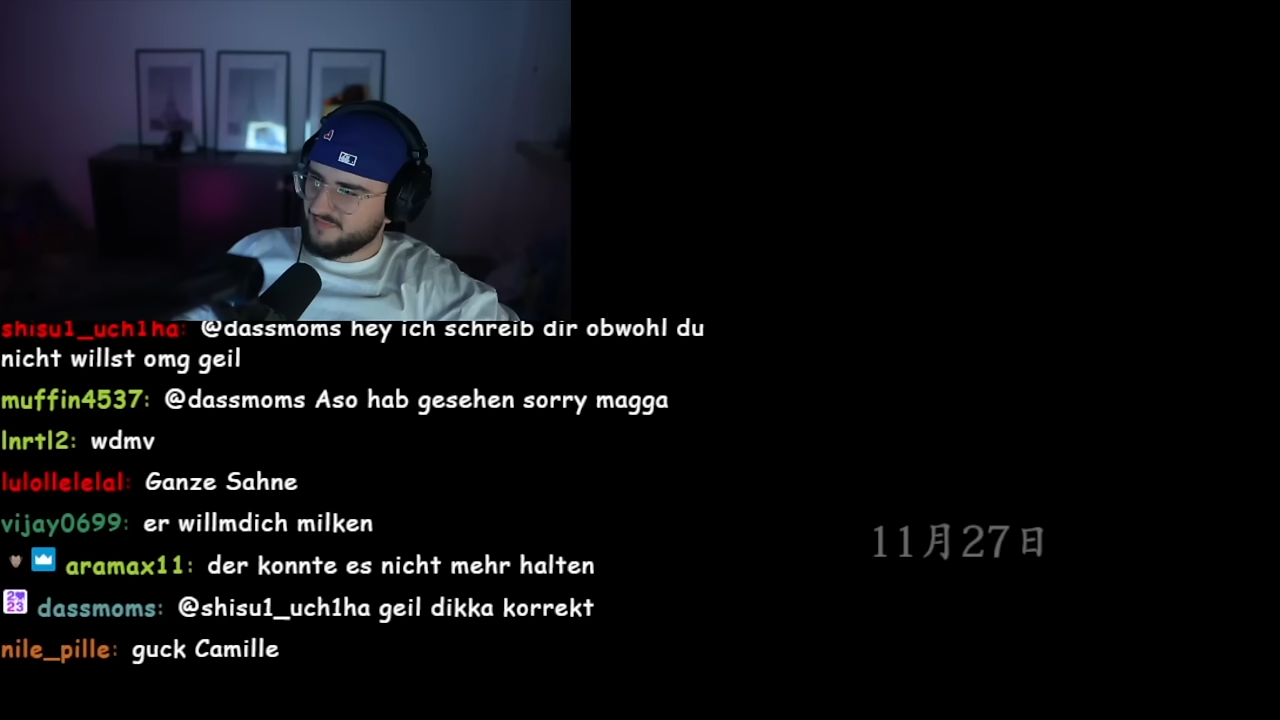 shisu1_uch1ha: @dassmoms hey ich schreib dir obwohl du
nicht willst omg geil
muffin4537: @dassmoms Aso hab gesehen sorry magga
lnrtl2: wdmv
lulollelelal: Ganze Sahne
vijay0699: er willmdich milken
aramax11: der konnte es nicht mehr halten
2023 dassmoms: @shisu1_uch1ha geil dikka korrekt
nile_pille: guck Camille
11月27日